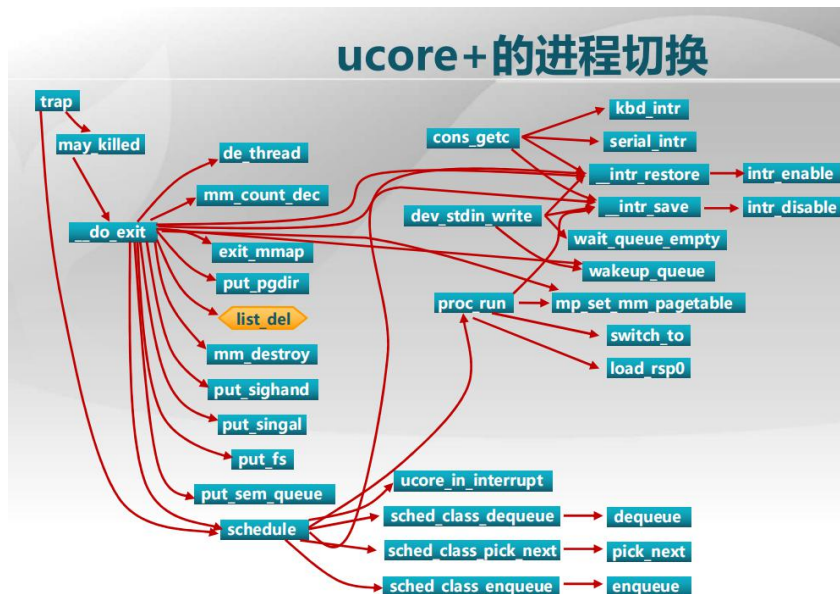 ucore+的进程切换
trap
may_killed
__do_exit
de_thread
mm_count_dec
exit_mmap
put_pgdir
list_del
mm_destroy
put_sighand
put_singal
put_fs
put_sem_queue
schedule
cons_getc
dev_stdin_write
proc_run
kbd_intr
serial_intr
__intr_restore
intr_enable
__intr_save
intr_disable
wait_queue_empty
wakeup_queue
mp_set_mm_pagetable
switch_to
load_rsp0
ucore_in_interrupt
sched_class_dequeue
dequeue
sched_class_pick_next
pick_next
sched_class_enqueue
enqueue